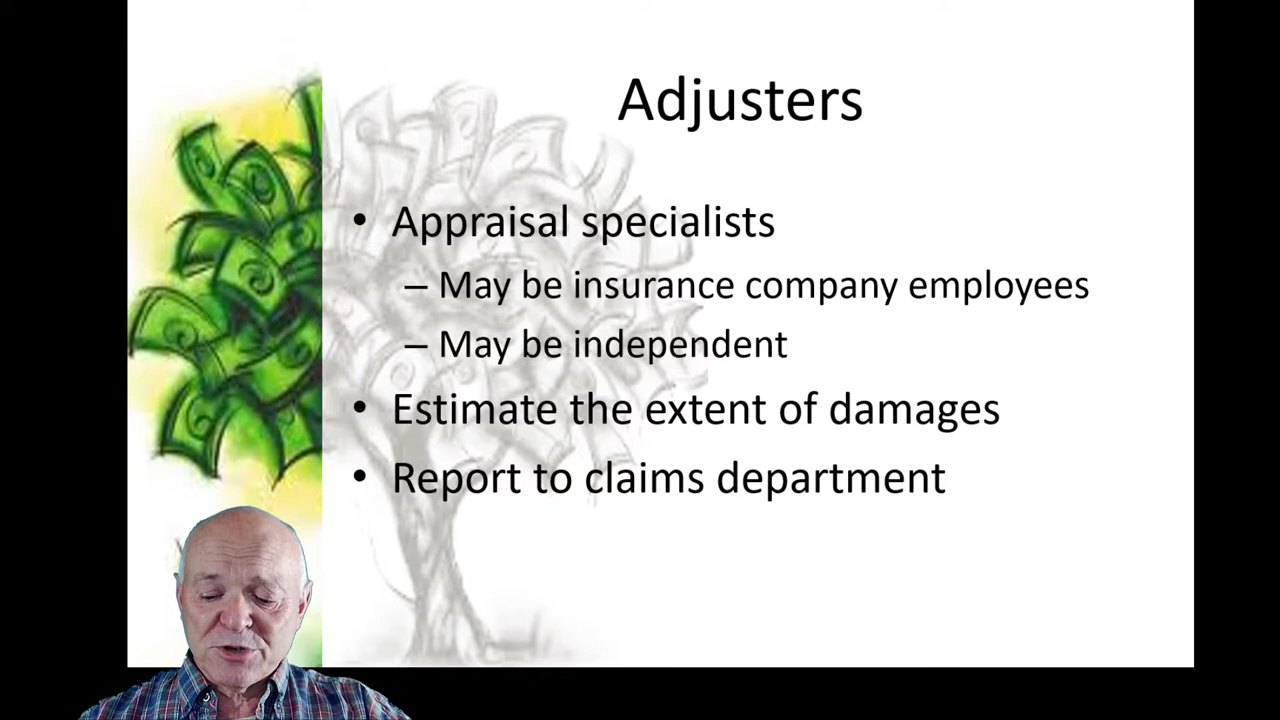 Adjusters
• Appraisal specialists
– May be insurance company employees
– May be independent
• Estimate the extent of damages
• Report to claims department